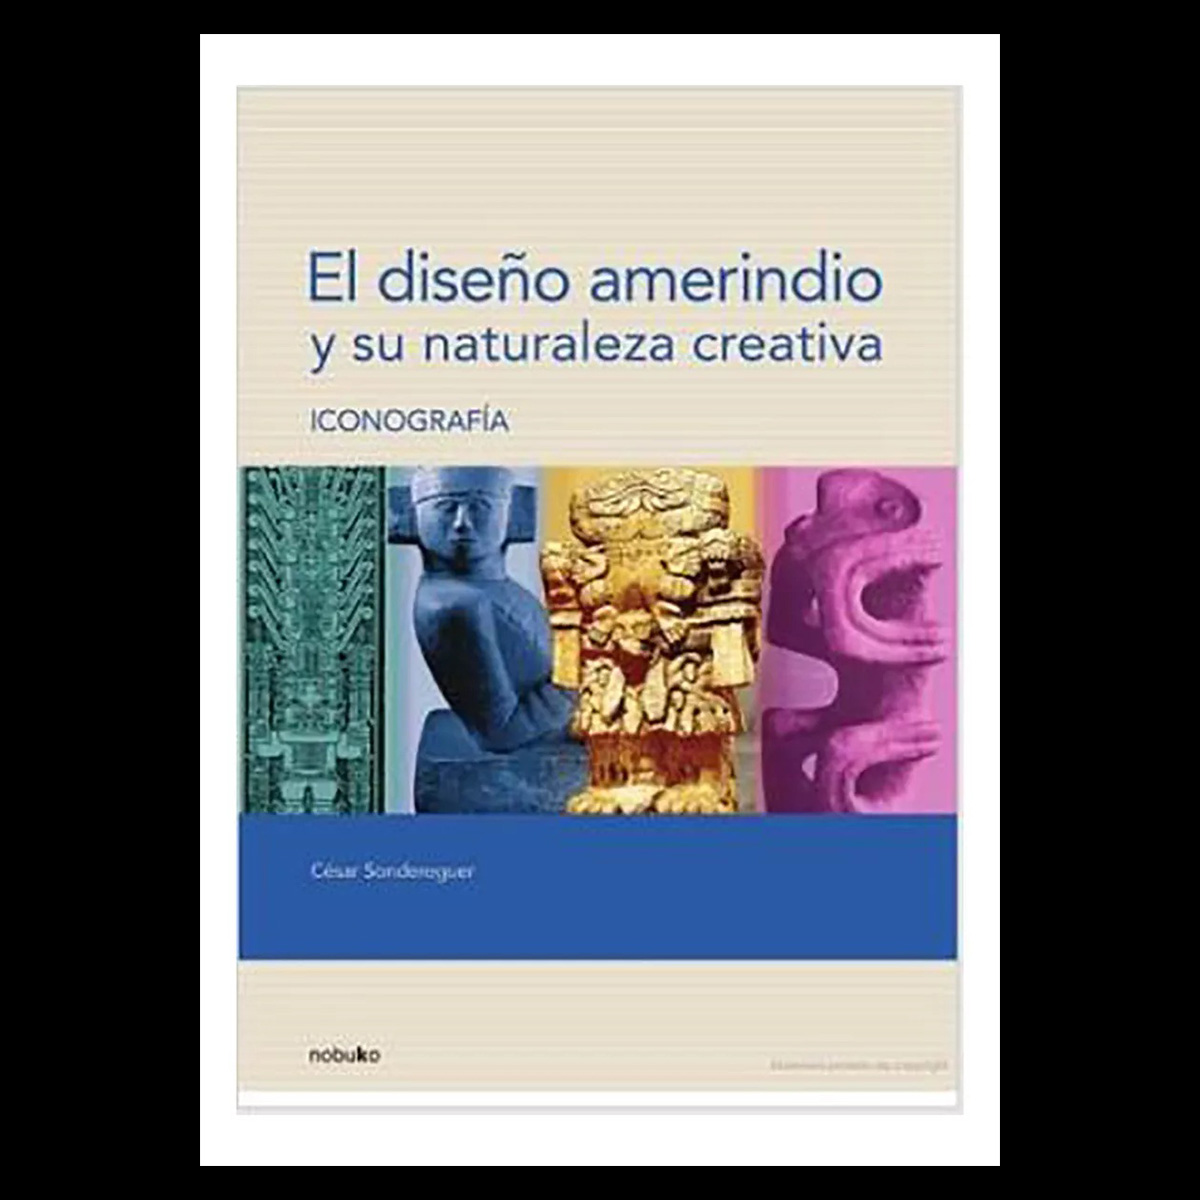 El diseño amerindio
y su naturaleza creativa
ICONOGRAFÍA
César Sondereguer
nobuko